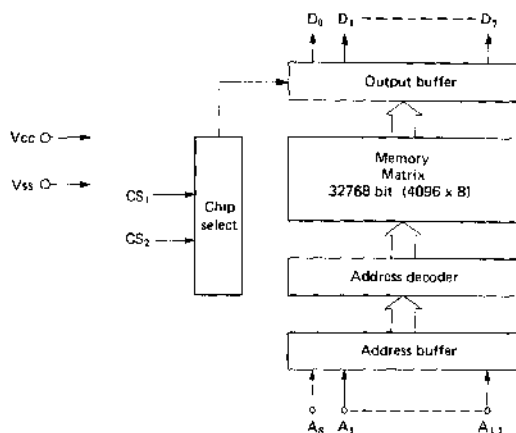 D₀ D₁ D₇
Output buffer
Vcc
Memory
Matrix
32768 bit (4096 x 8)
Vss
CS₁
Chip
select
CS₂
Address decoder
Address buffer
A₁